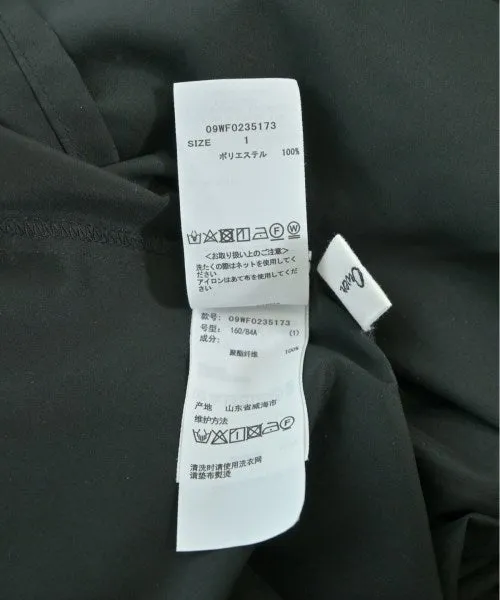 09WFO235173
SIZE 1
ポリエステル 100%
<お取り扱い上のご注意>
洗たくの際はネットを使用してくだ
さい
アイロンはあて布を使用してくださ
い
款号: 09WFO235173
号型: 160/84A (1)
成分:
聚酯纤维 100%
产地 山东省威海市
维护方法
清洗时请使用洗衣网
请垫布熨烫